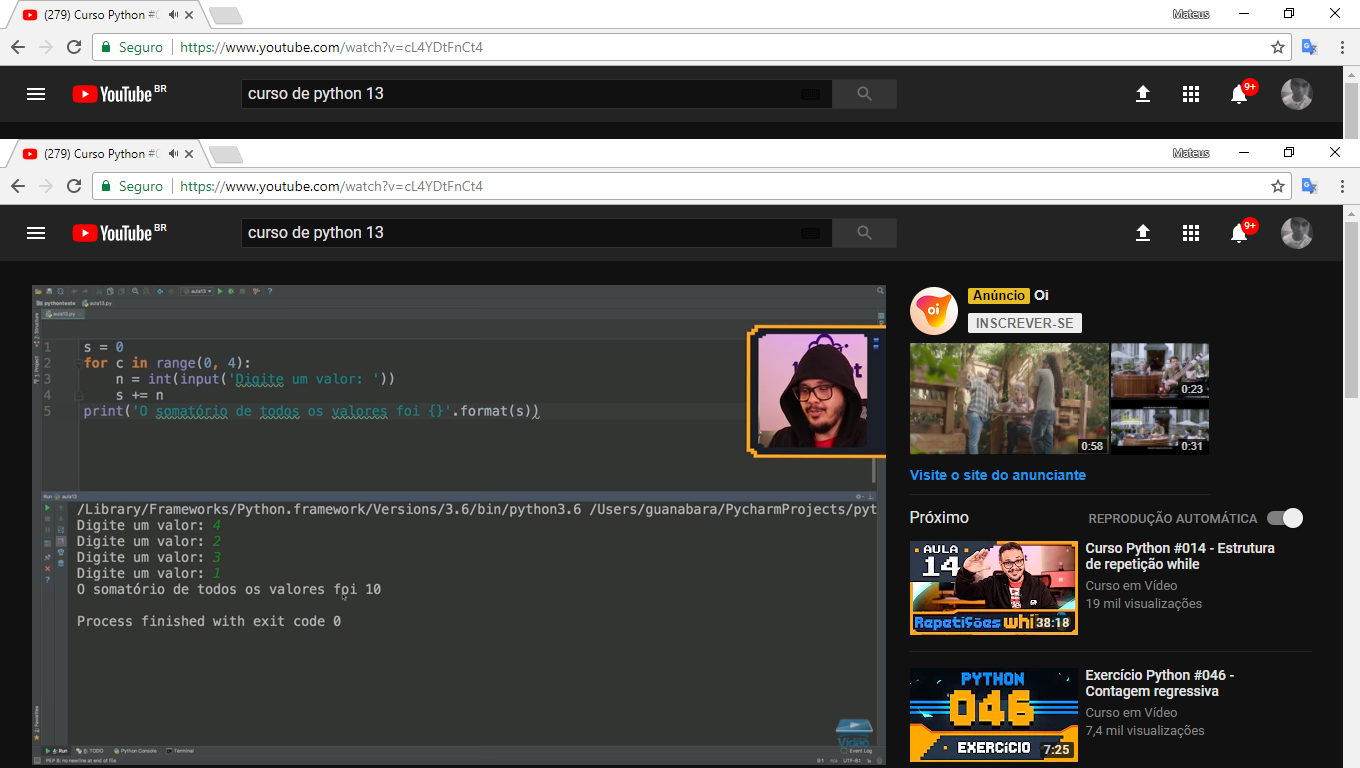 (279) Curso Python #0
Mateus
Seguro
https://www.youtube.com/watch?v=cL4YDtFnCt4
YouTube BR
curso de python 13
9+
(279) Curso Python #0
Mateus
Seguro
https://www.youtube.com/watch?v=cL4YDtFnCt4
YouTube BR
curso de python 13
9+
aula13
pythonteste
aula13.py
aula13.py
1 s = 0
2 for c in range(0, 4):
3 n = int(input('Digite um valor: '))
4 s += n
5 print('O somatório de todos os valores foi {}'.format(s))
Run aula13
/Library/Frameworks/Python.framework/Versions/3.6/bin/python3.6 /Users/guanabara/PycharmProjects/pyt
Digite um valor: 4
Digite um valor: 2
Digite um valor: 3
Digite um valor: 1
O somatório de todos os valores foi 10
Process finished with exit code 0
4: Run
6: TODO
Python Console
Terminal
Event Log
PEP 8: no newline at end of file
oi
Anúncio Oi
INSCREVER-SE
0:58
0:23
0:31
Visite o site do anunciante
Próximo
REPRODUÇÃO AUTOMÁTICA
AULA
14
Repetições whi
38:18
Curso Python #014 - Estrutura
de repetição while
Curso em Vídeo
19 mil visualizações
PYTHON
046
EXERCÍCIO
7:25
Exercício Python #046 -
Contagem regressiva
Curso em Vídeo
7,4 mil visualizações